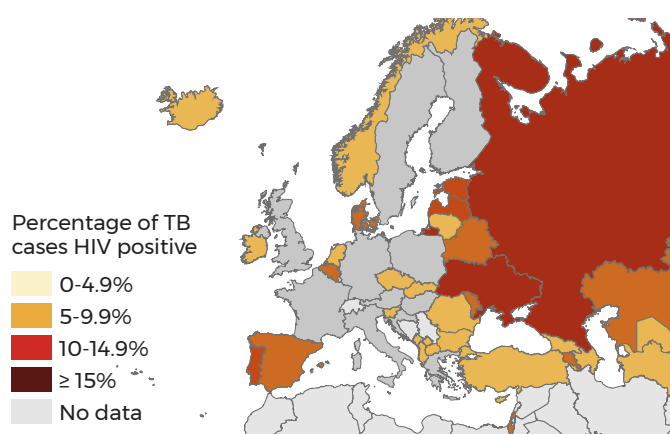 Percentage of TB
cases HIV positive
0-4.9%
5-9.9%
10-14.9%
≥ 15%
No data